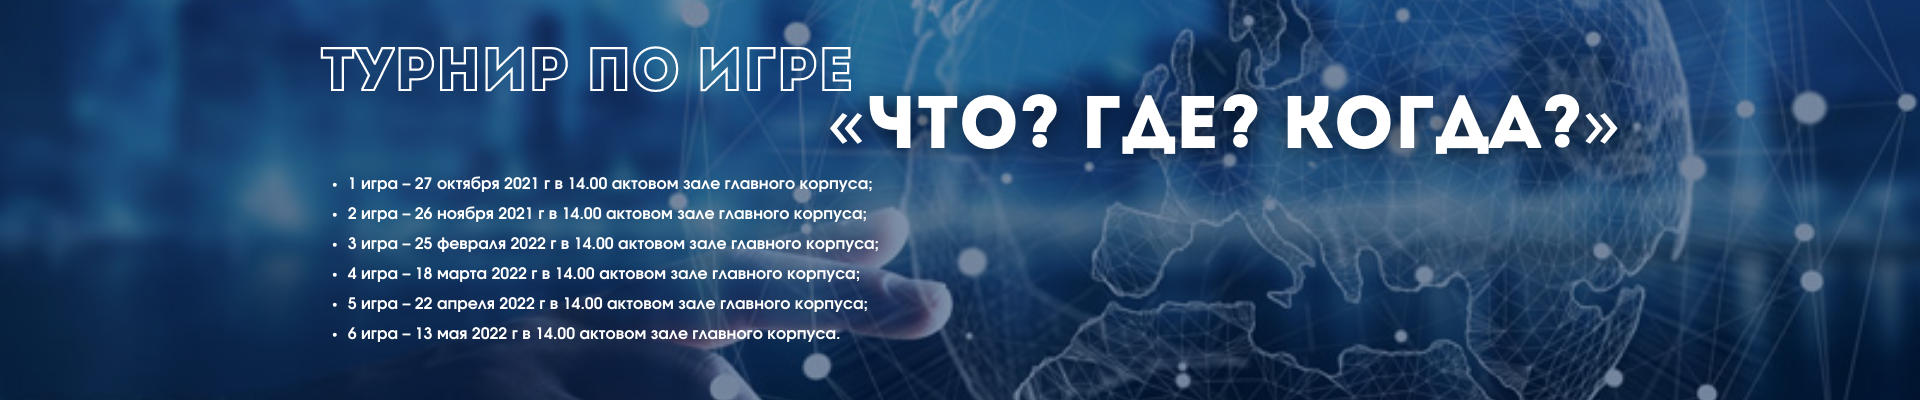 ТУРНИР ПО ИГРЕ
«ЧТО? ГДЕ? КОГДА?»
• 1 игра – 27 октября 2021 г в 14.00 актовом зале главного корпуса;
• 2 игра – 26 ноября 2021 г в 14.00 актовом зале главного корпуса;
• 3 игра – 25 февраля 2022 г в 14.00 актовом зале главного корпуса;
• 4 игра – 18 марта 2022 г в 14.00 актовом зале главного корпуса;
• 5 игра – 22 апреля 2022 г в 14.00 актовом зале главного корпуса;
• 6 игра – 13 мая 2022 г в 14.00 актовом зале главного корпуса.